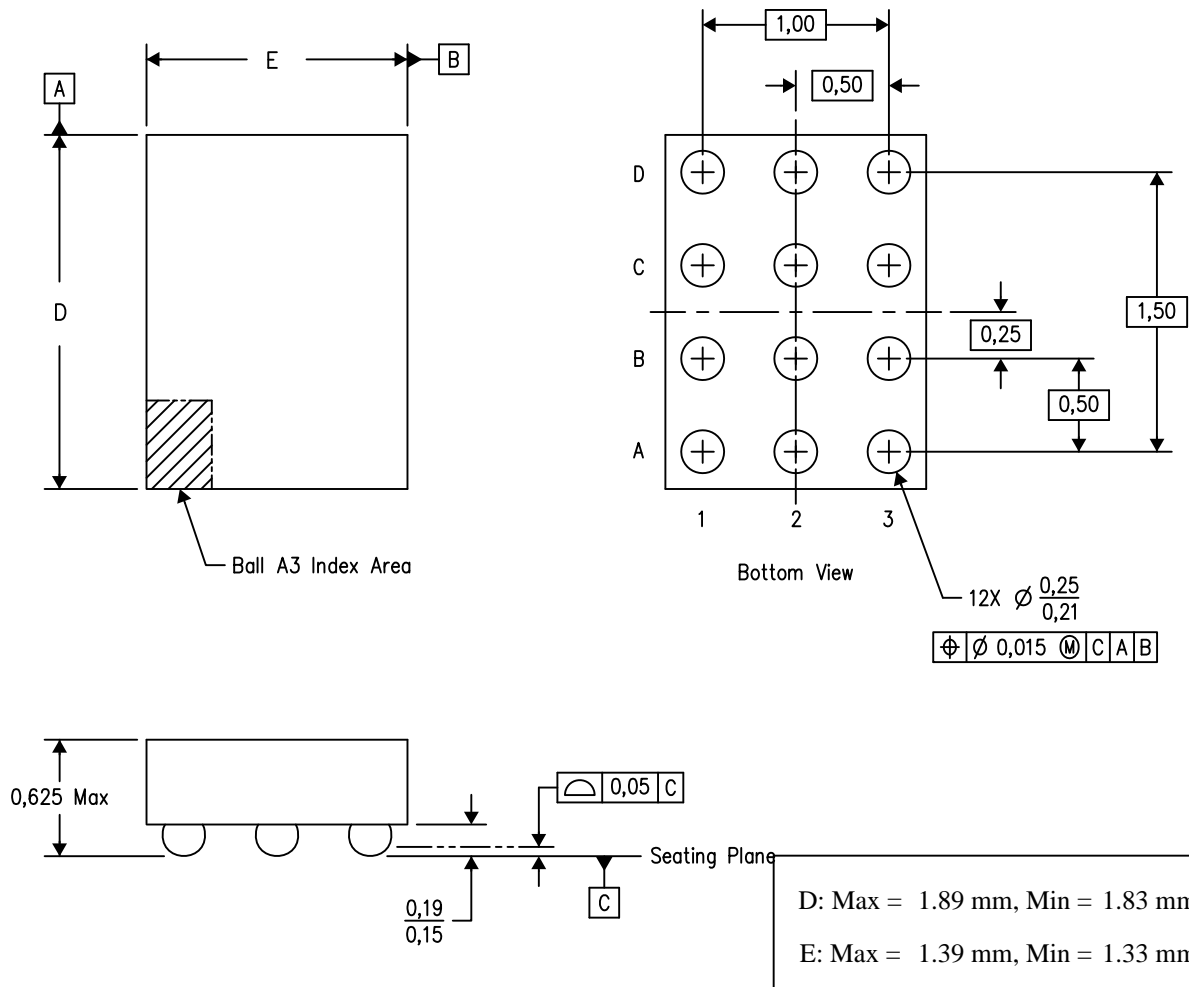 1,00
E
B
0,50
A
D
C
D
1,50
0,25
B
0,50
A
1 2 3
Ball A3 Index Area
Bottom View
12X Ø 0,25
0,21
⌖ Ø 0,015 Ⓜ C A B
0,05 C
0,625 Max
Seating Plane
C
0,19
0,15
D: Max = 1.89 mm, Min = 1.83 mm
E: Max = 1.39 mm, Min = 1.33 mm